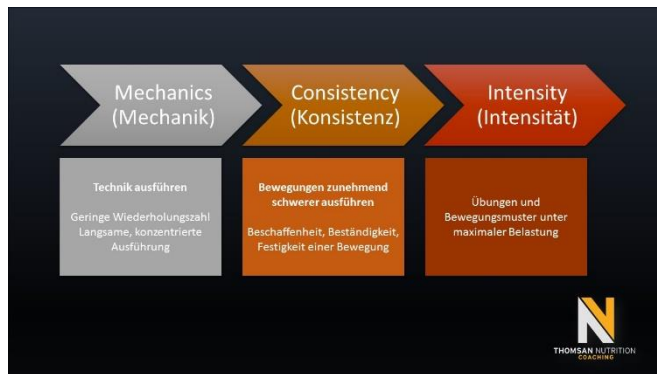 Mechanics
(Mechanik)
Consistency
(Konsistenz)
Intensity
(Intensität)
Technik ausführen
Geringe Wiederholungszahl
Langsame, konzentrierte
Ausführung
Bewegungen zunehmend
schwerer ausführen
Beschaffenheit, Beständigkeit,
Festigkeit einer Bewegung
Übungen und
Bewegungsmuster unter
maximaler Belastung
THOMSAN NUTRITION
COACHING